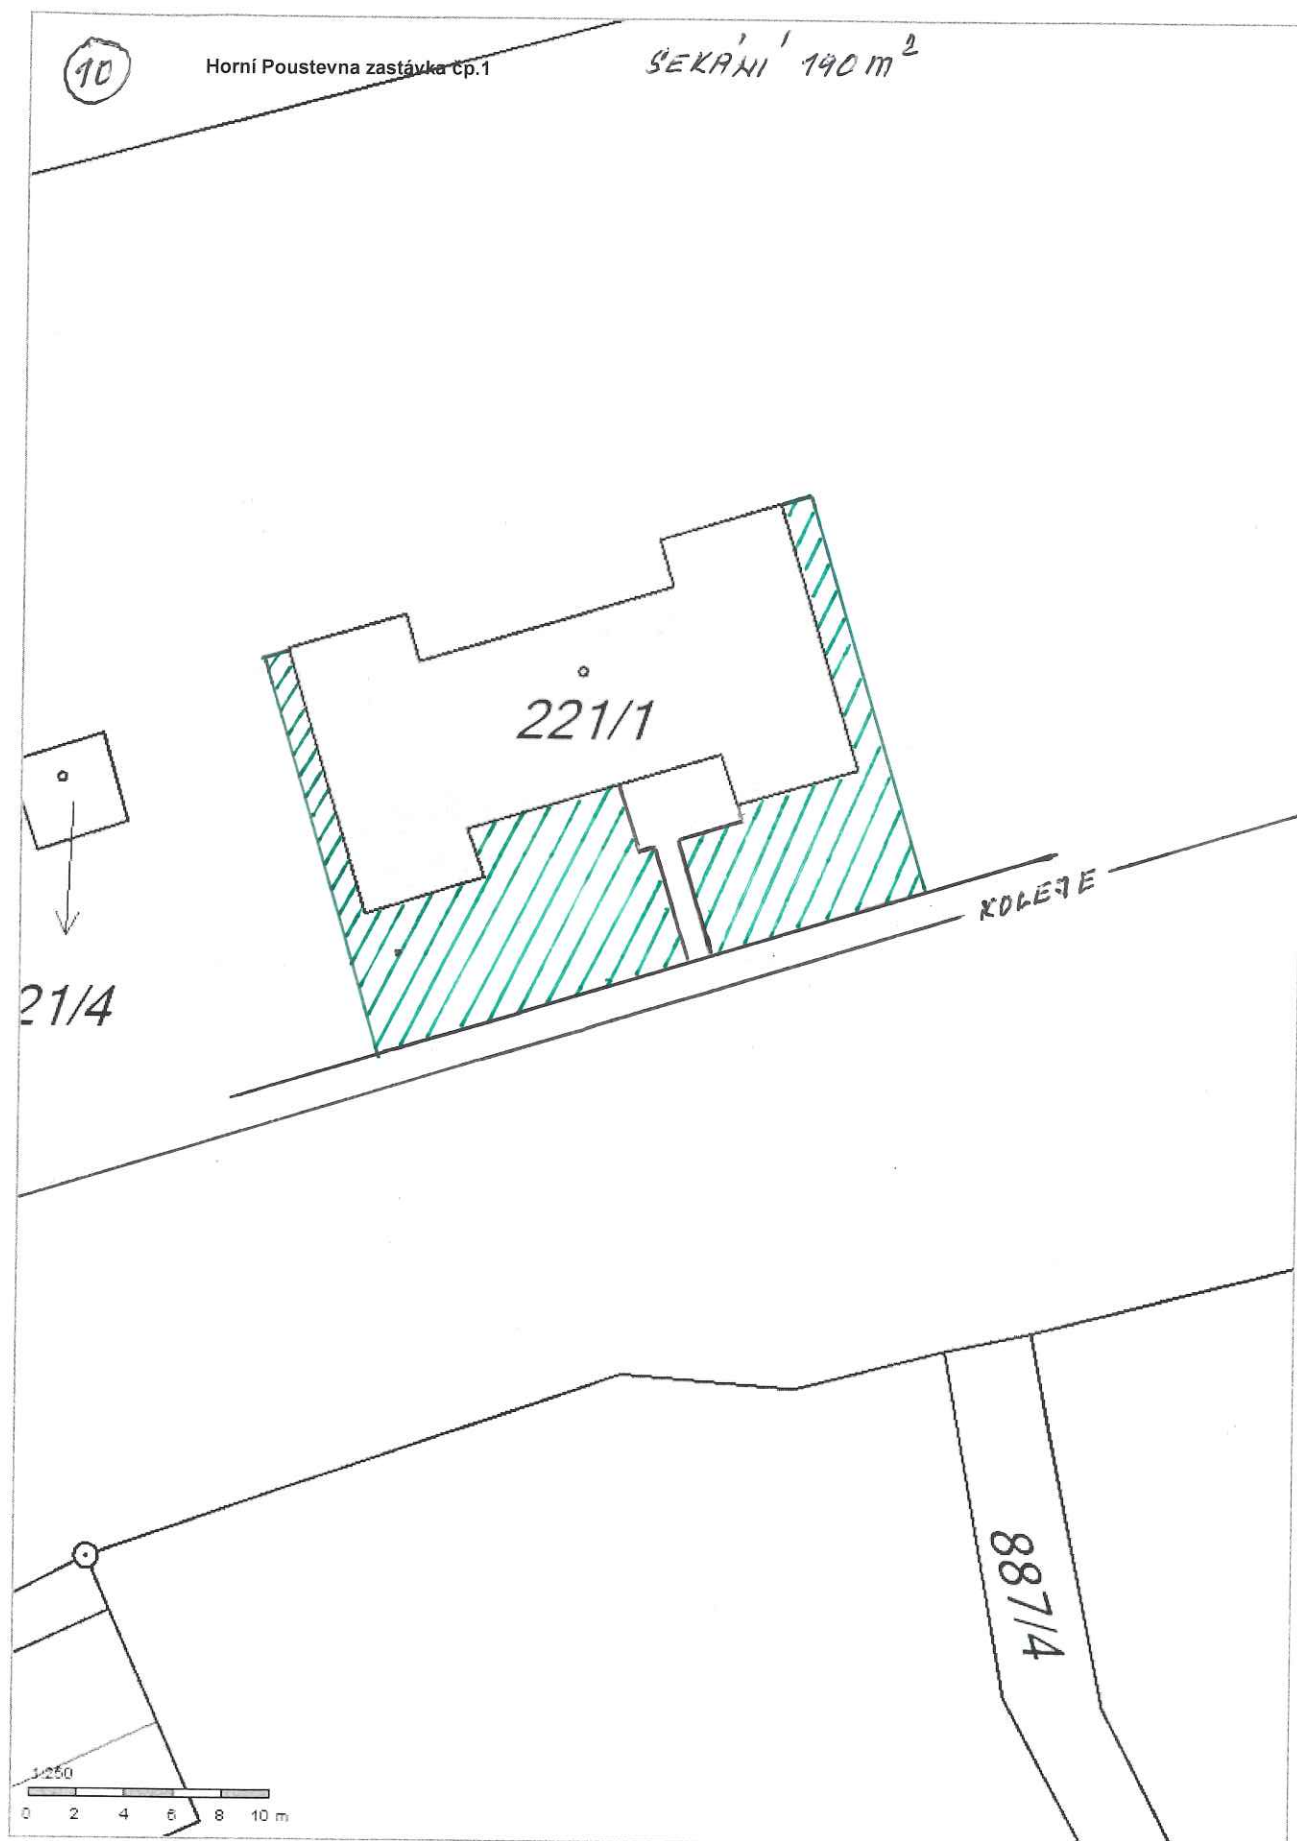 10
Horní Poustevna zastávka čp.1
SEKÁNÍ 190 m²
221/1
KOLEJE
21/4
887/4
1:250
0 2 4 6 8 10 m